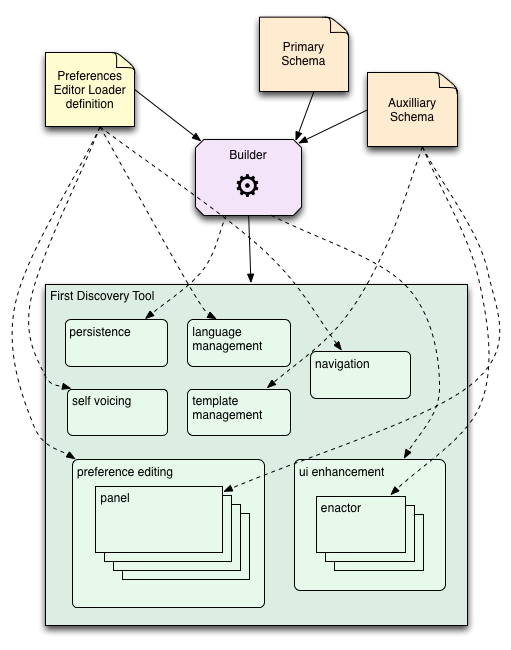 Primary
Schema
Preferences
Editor Loader
definition
Auxilliary
Schema
Builder
First Discovery Tool
persistence
language
management
navigation
self voicing
template
management
preference editing
panel
ui enhancement
enactor